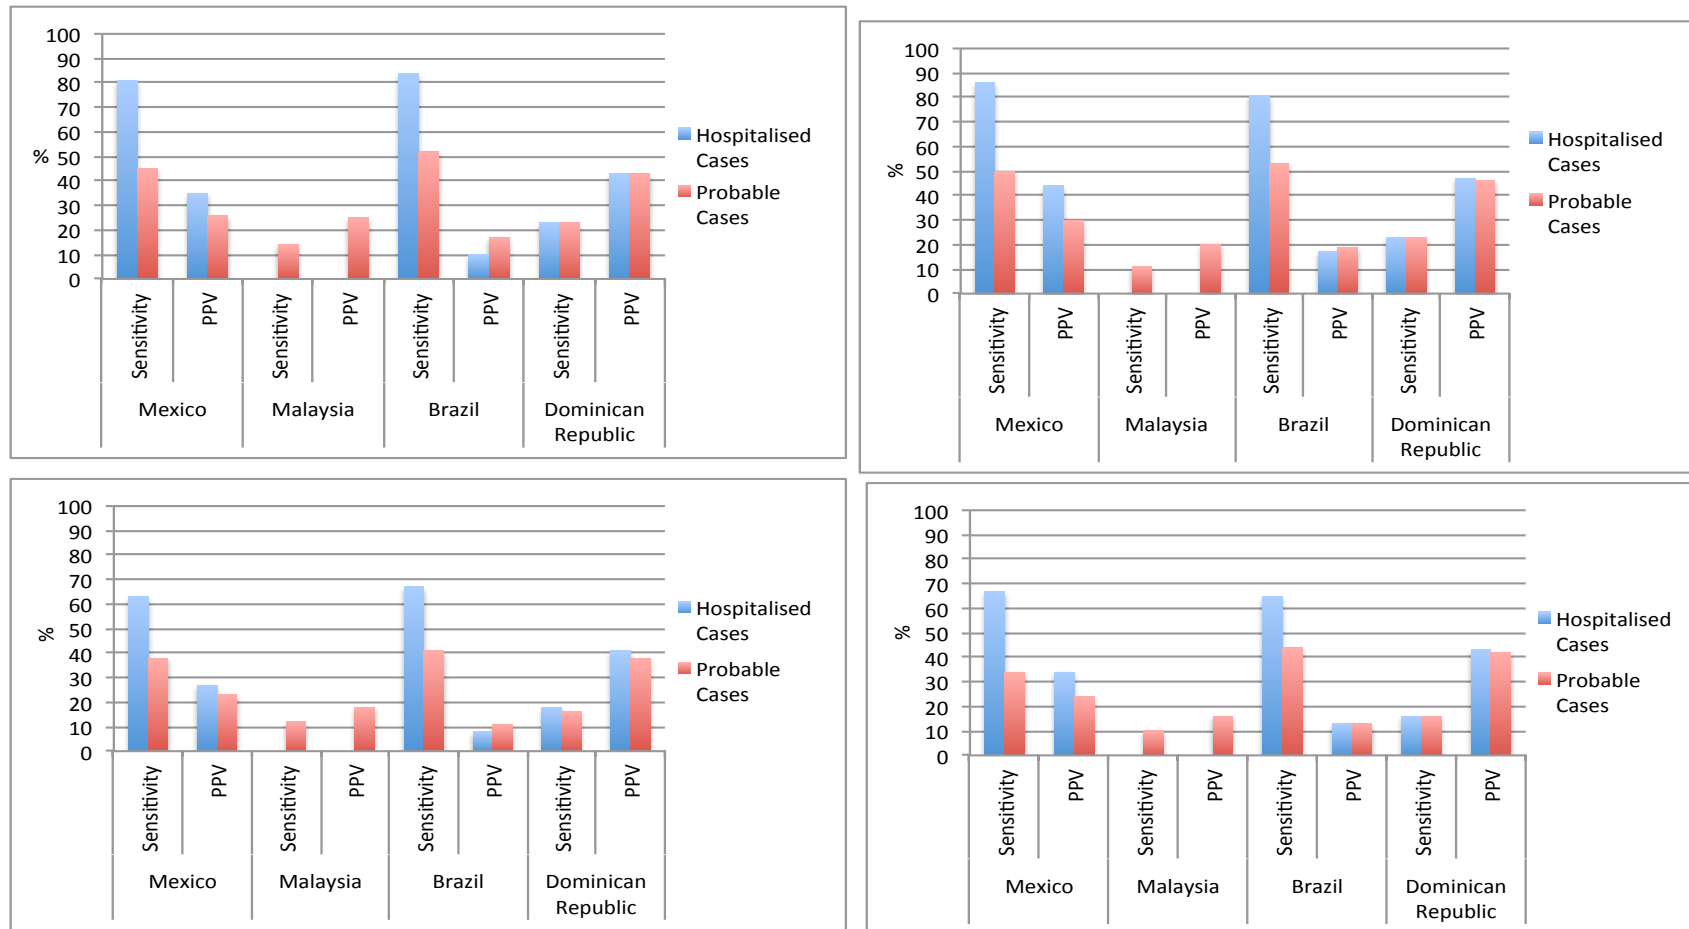 100
90
80
70
60
50
40
30
20
10
0
%
Sensitivity
PPV
Sensitivity
PPV
Sensitivity
PPV
Sensitivity
PPV
Mexico
Malaysia
Brazil
Dominican
Republic
Hospitalised
Cases
Probable
Cases
100
90
80
70
60
50
40
30
20
10
0
%
Sensitivity
PPV
Sensitivity
PPV
Sensitivity
PPV
Sensitivity
PPV
Mexico
Malaysia
Brazil
Dominican
Republic
Hospitalised
Cases
Probable
Cases
100
90
80
70
60
50
40
30
20
10
0
%
Sensitivity
PPV
Sensitivity
PPV
Sensitivity
PPV
Sensitivity
PPV
Mexico
Malaysia
Brazil
Dominican
Republic
Hospitalised
Cases
Probable
Cases
100
90
80
70
60
50
40
30
20
10
0
%
Sensitivity
PPV
Sensitivity
PPV
Sensitivity
PPV
Sensitivity
PPV
Mexico
Malaysia
Brazil
Dominican
Republic
Hospitalised
Cases
Probable
Cases